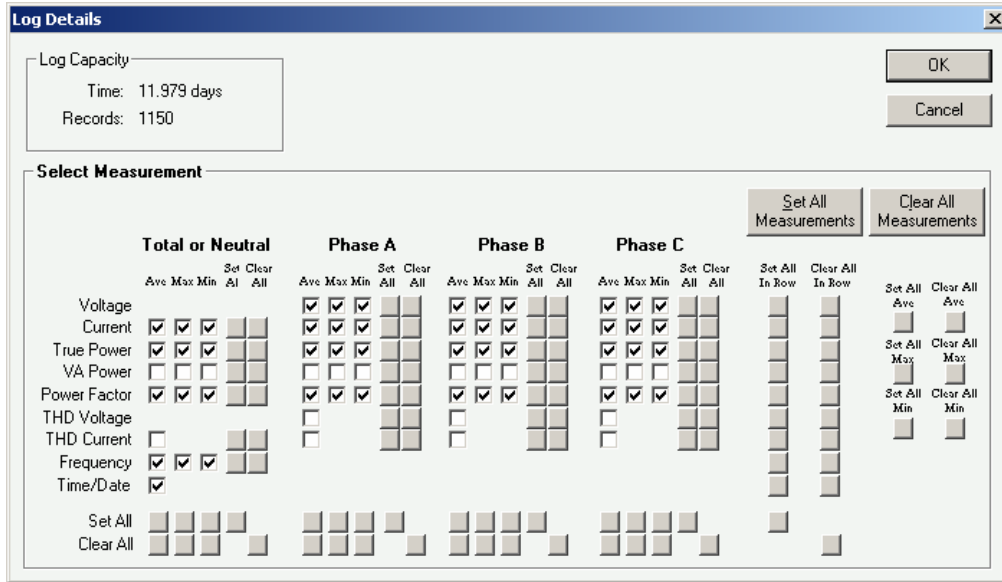 Log Details
Log Capacity
Time: 11.979 days
Records: 1150
OK
Cancel
Select Measurement
Set All Measurements
Clear All Measurements
Total or Neutral Phase A Phase B Phase C
Ave Max Min Set Al Clear All Ave Max Min Set All Clear All Ave Max Min Set All Clear All Ave Max Min Set All Clear All Set All In Row Clear All In Row
Voltage
Current
True Power
VA Power
Power Factor
THD Voltage
THD Current
Frequency
Time/Date
Set All
Clear All
Set All Ave Clear All Ave
Set All Max Clear All Max
Set All Min Clear All Min